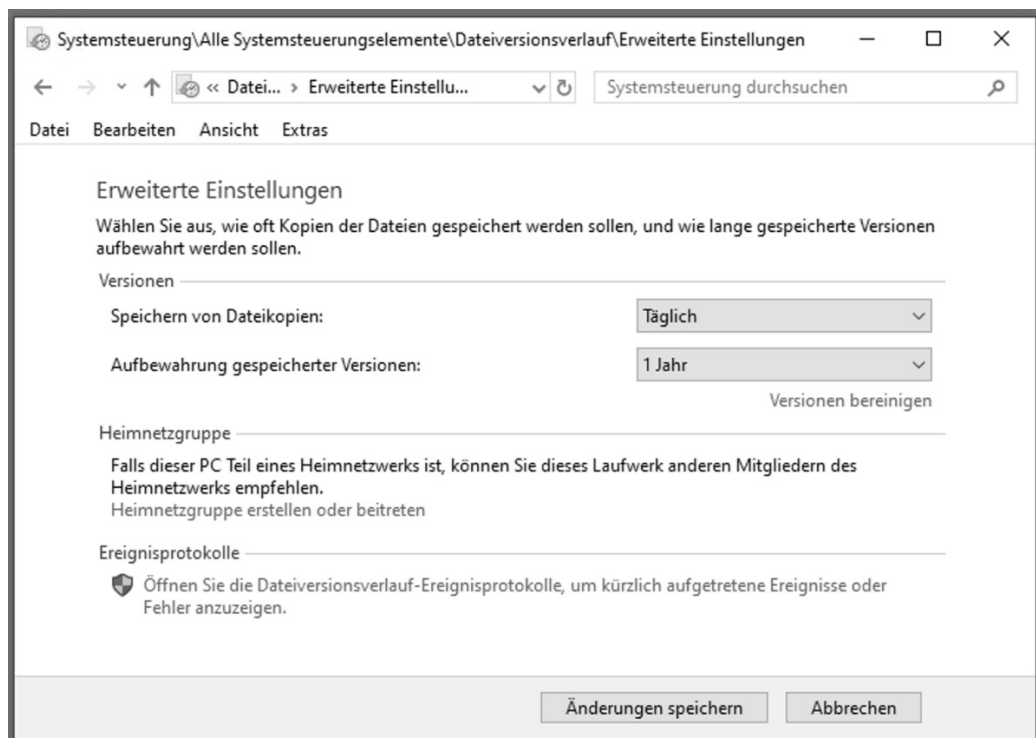 Systemsteuerung\Alle Systemsteuerungselemente\Dateiversionsverlauf\Erweiterte Einstellungen
« Datei... › Erweiterte Einstellu...
Systemsteuerung durchsuchen
Datei Bearbeiten Ansicht Extras
Erweiterte Einstellungen
Wählen Sie aus, wie oft Kopien der Dateien gespeichert werden sollen, und wie lange gespeicherte Versionen
aufbewahrt werden sollen.
Versionen
Speichern von Dateikopien: Täglich
Aufbewahrung gespeicherter Versionen: 1 Jahr
Versionen bereinigen
Heimnetzgruppe
Falls dieser PC Teil eines Heimnetzwerks ist, können Sie dieses Laufwerk anderen Mitgliedern des
Heimnetzwerks empfehlen.
Heimnetzgruppe erstellen oder beitreten
Ereignisprotokolle
Öffnen Sie die Dateiversionsverlauf-Ereignisprotokolle, um kürzlich aufgetretene Ereignisse oder
Fehler anzuzeigen.
Änderungen speichern Abbrechen